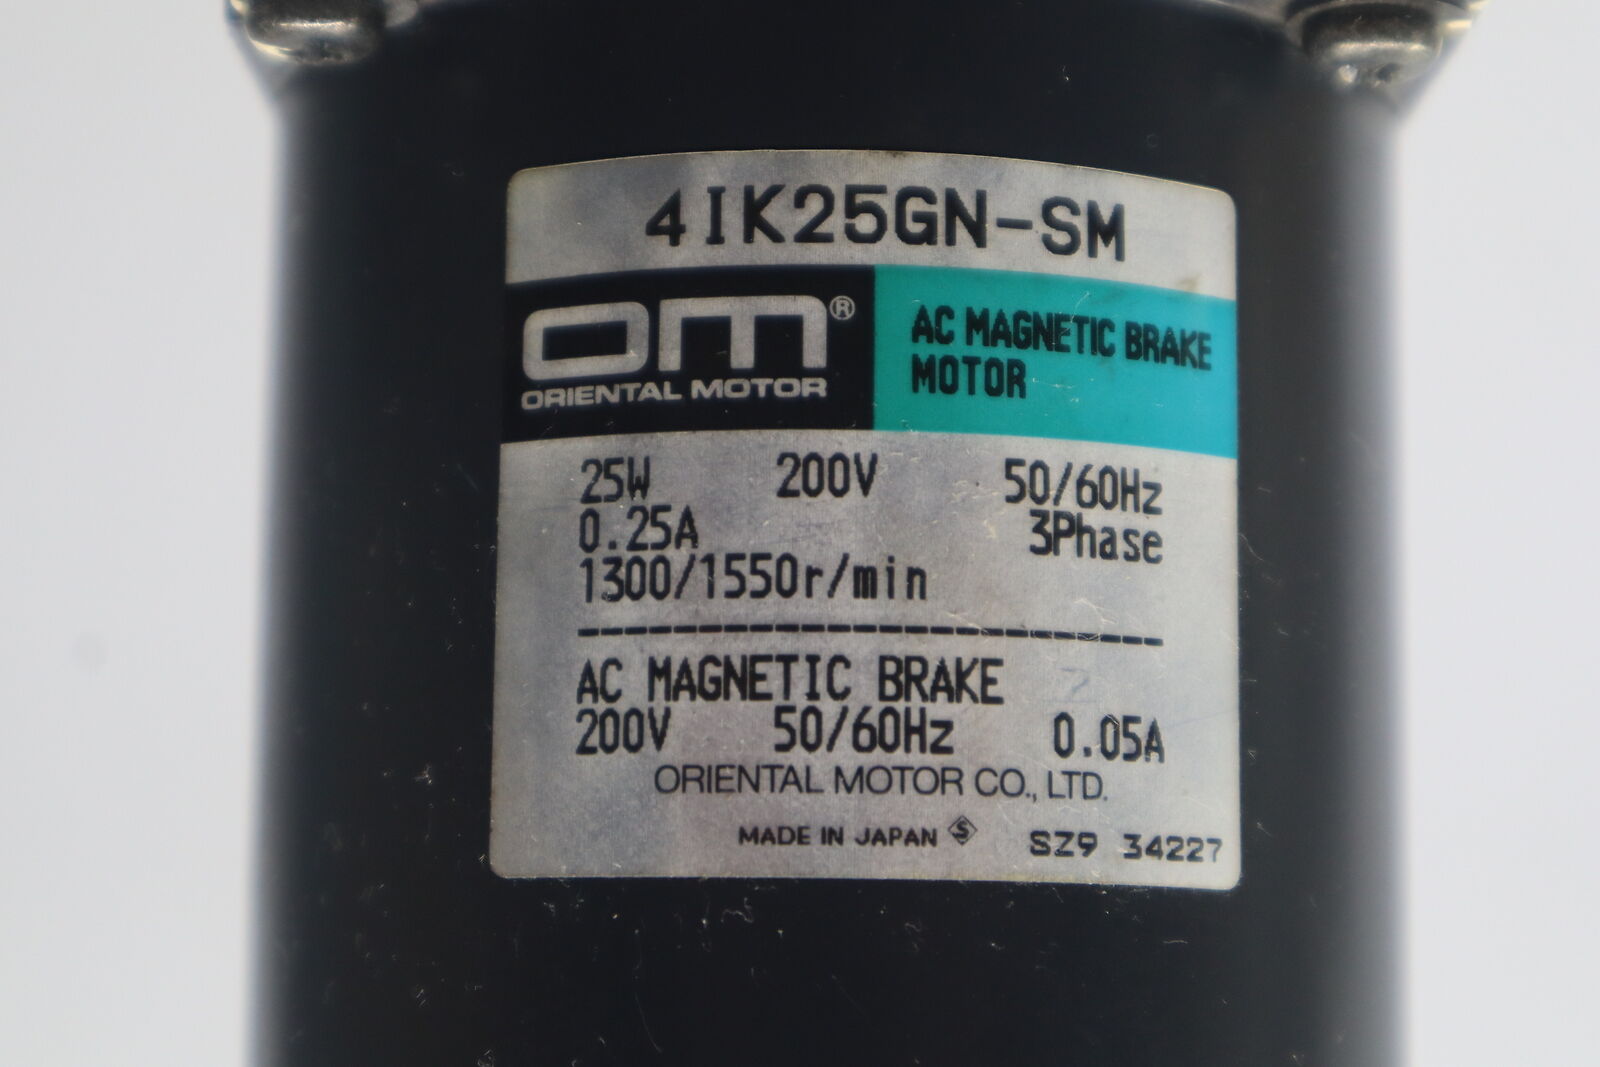 4IK25GN-SM
OM®
ORIENTAL MOTOR
AC MAGNETIC BRAKE
MOTOR
25W 200V 50/60Hz
0.25A 3Phase
1300/1550r/min
AC MAGNETIC BRAKE
200V 50/60Hz 0.05A
ORIENTAL MOTOR CO., LTD.
MADE IN JAPAN S SZ9 34227